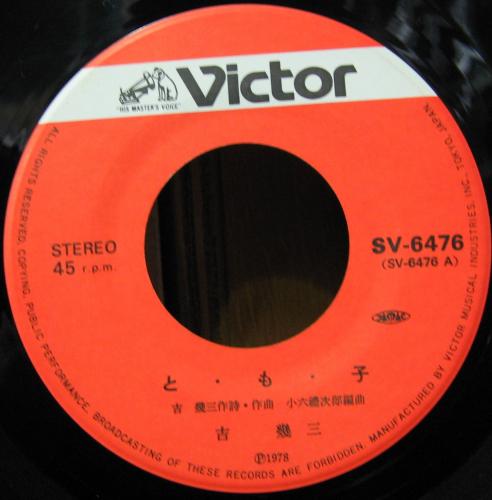 "HIS MASTER'S VOICE"
Victor
STEREO
45 r.p.m.
SV-6476
(SV-6476 A)
と・も・子
吉 幾三作詩・作曲 小六禮次郎編曲
吉 幾三
Ⓟ1978
ALL RIGHTS RESERVED. COPYING, PUBLIC PERFORMANCE, BROADCASTING OF THESE RECORDS ARE FORBIDDEN. MANUFACTURED BY VICTOR MUSICAL INDUSTRIES, INC., TOKYO, JAPAN